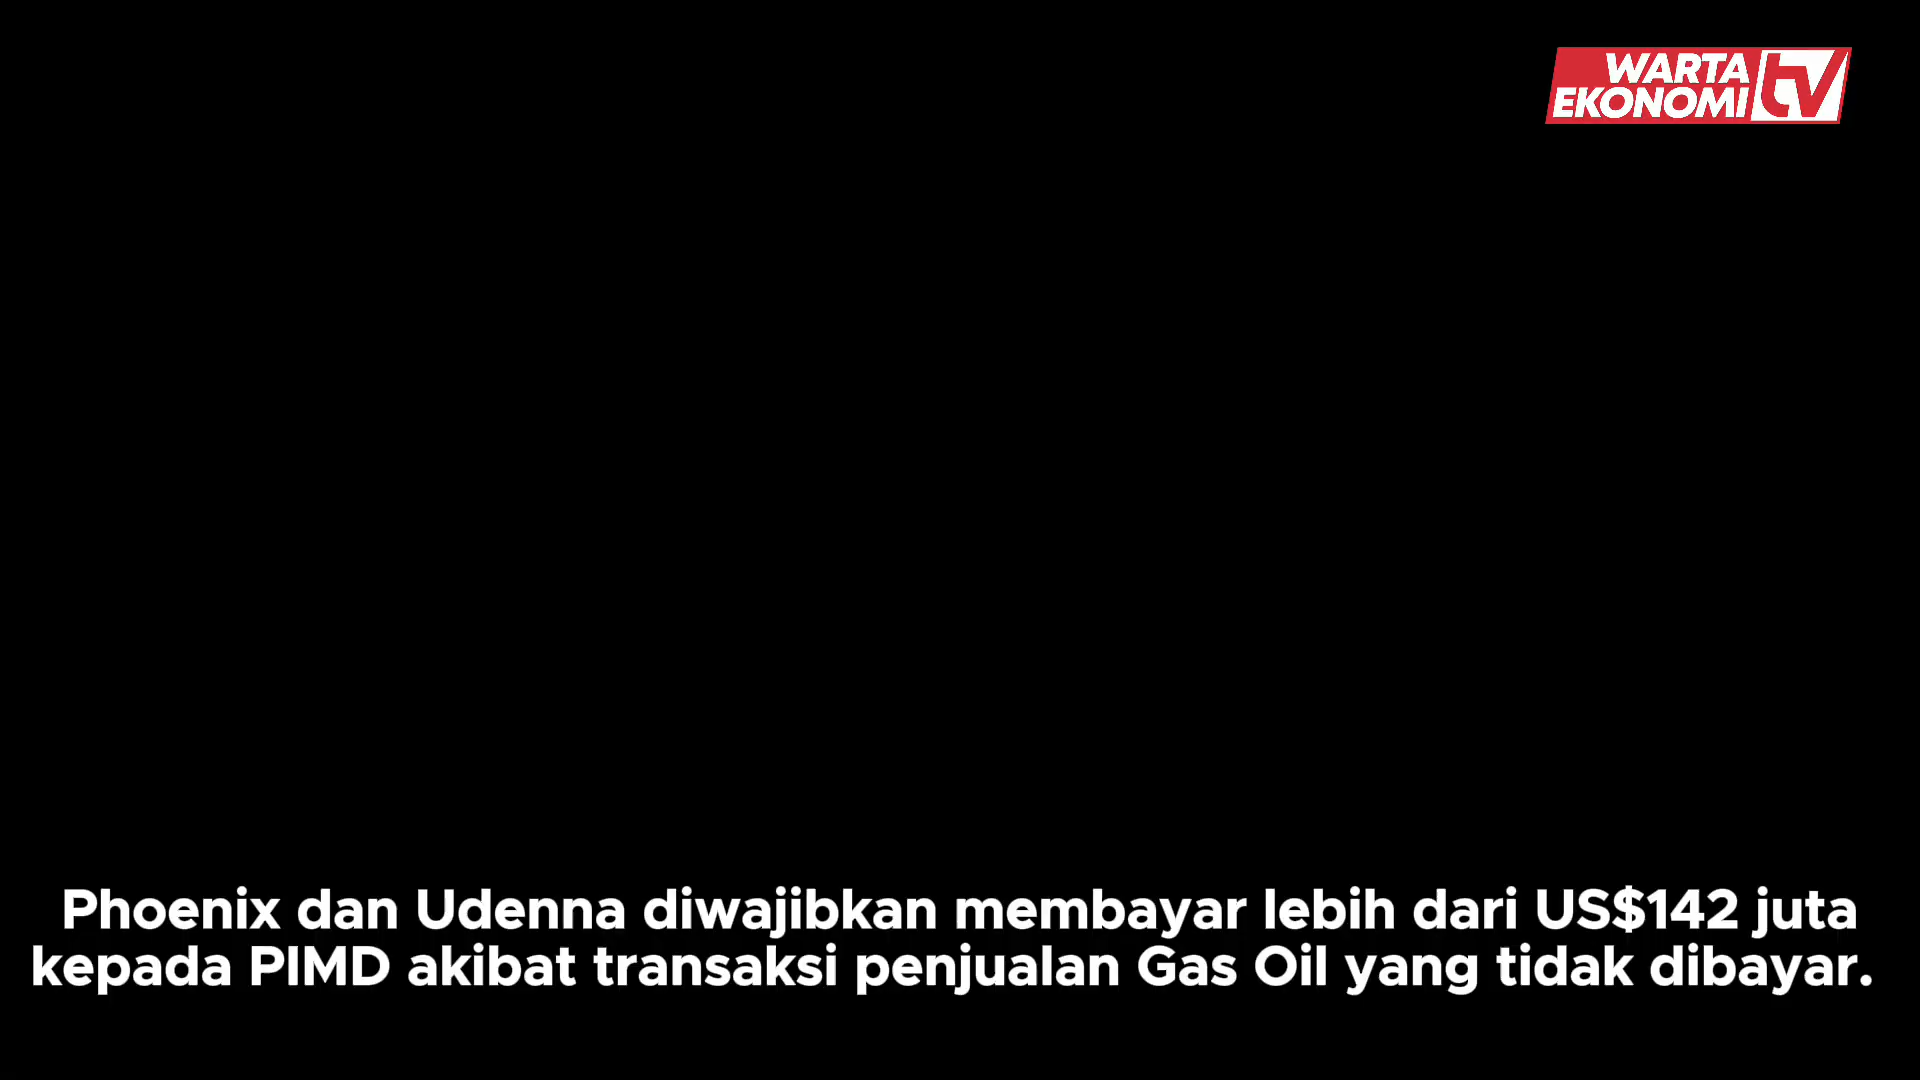 WARTA
EKONOMI tv
Phoenix dan Udenna diwajibkan membayar lebih dari US$142 juta
kepada PIMD akibat transaksi penjualan Gas Oil yang tidak dibayar.